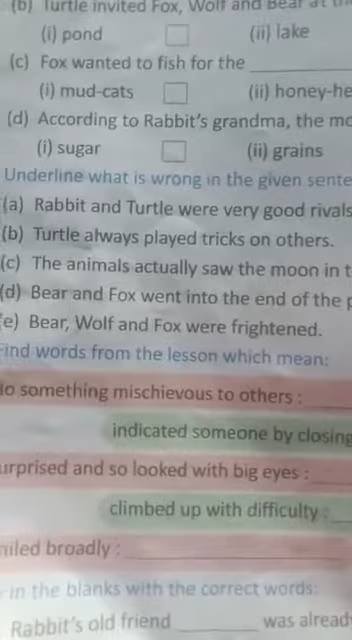 (b) Turtle invited Fox, Wolf and Bear at
(i) pond (ii) lake
(c) Fox wanted to fish for the
(i) mud-cats (ii) honey-he
(d) According to Rabbit's grandma, the mo
(i) sugar (ii) grains
Underline what is wrong in the given sente
(a) Rabbit and Turtle were very good rivals
(b) Turtle always played tricks on others.
(c) The animals actually saw the moon in t
(d) Bear and Fox went into the end of the p
(e) Bear, Wolf and Fox were frightened.
ind words from the lesson which mean:
do something mischievous to others :
indicated someone by closing
urprised and so looked with big eyes :
climbed up with difficulty :
miled broadly :
in the blanks with the correct words:
Rabbit's old friend ________ was already